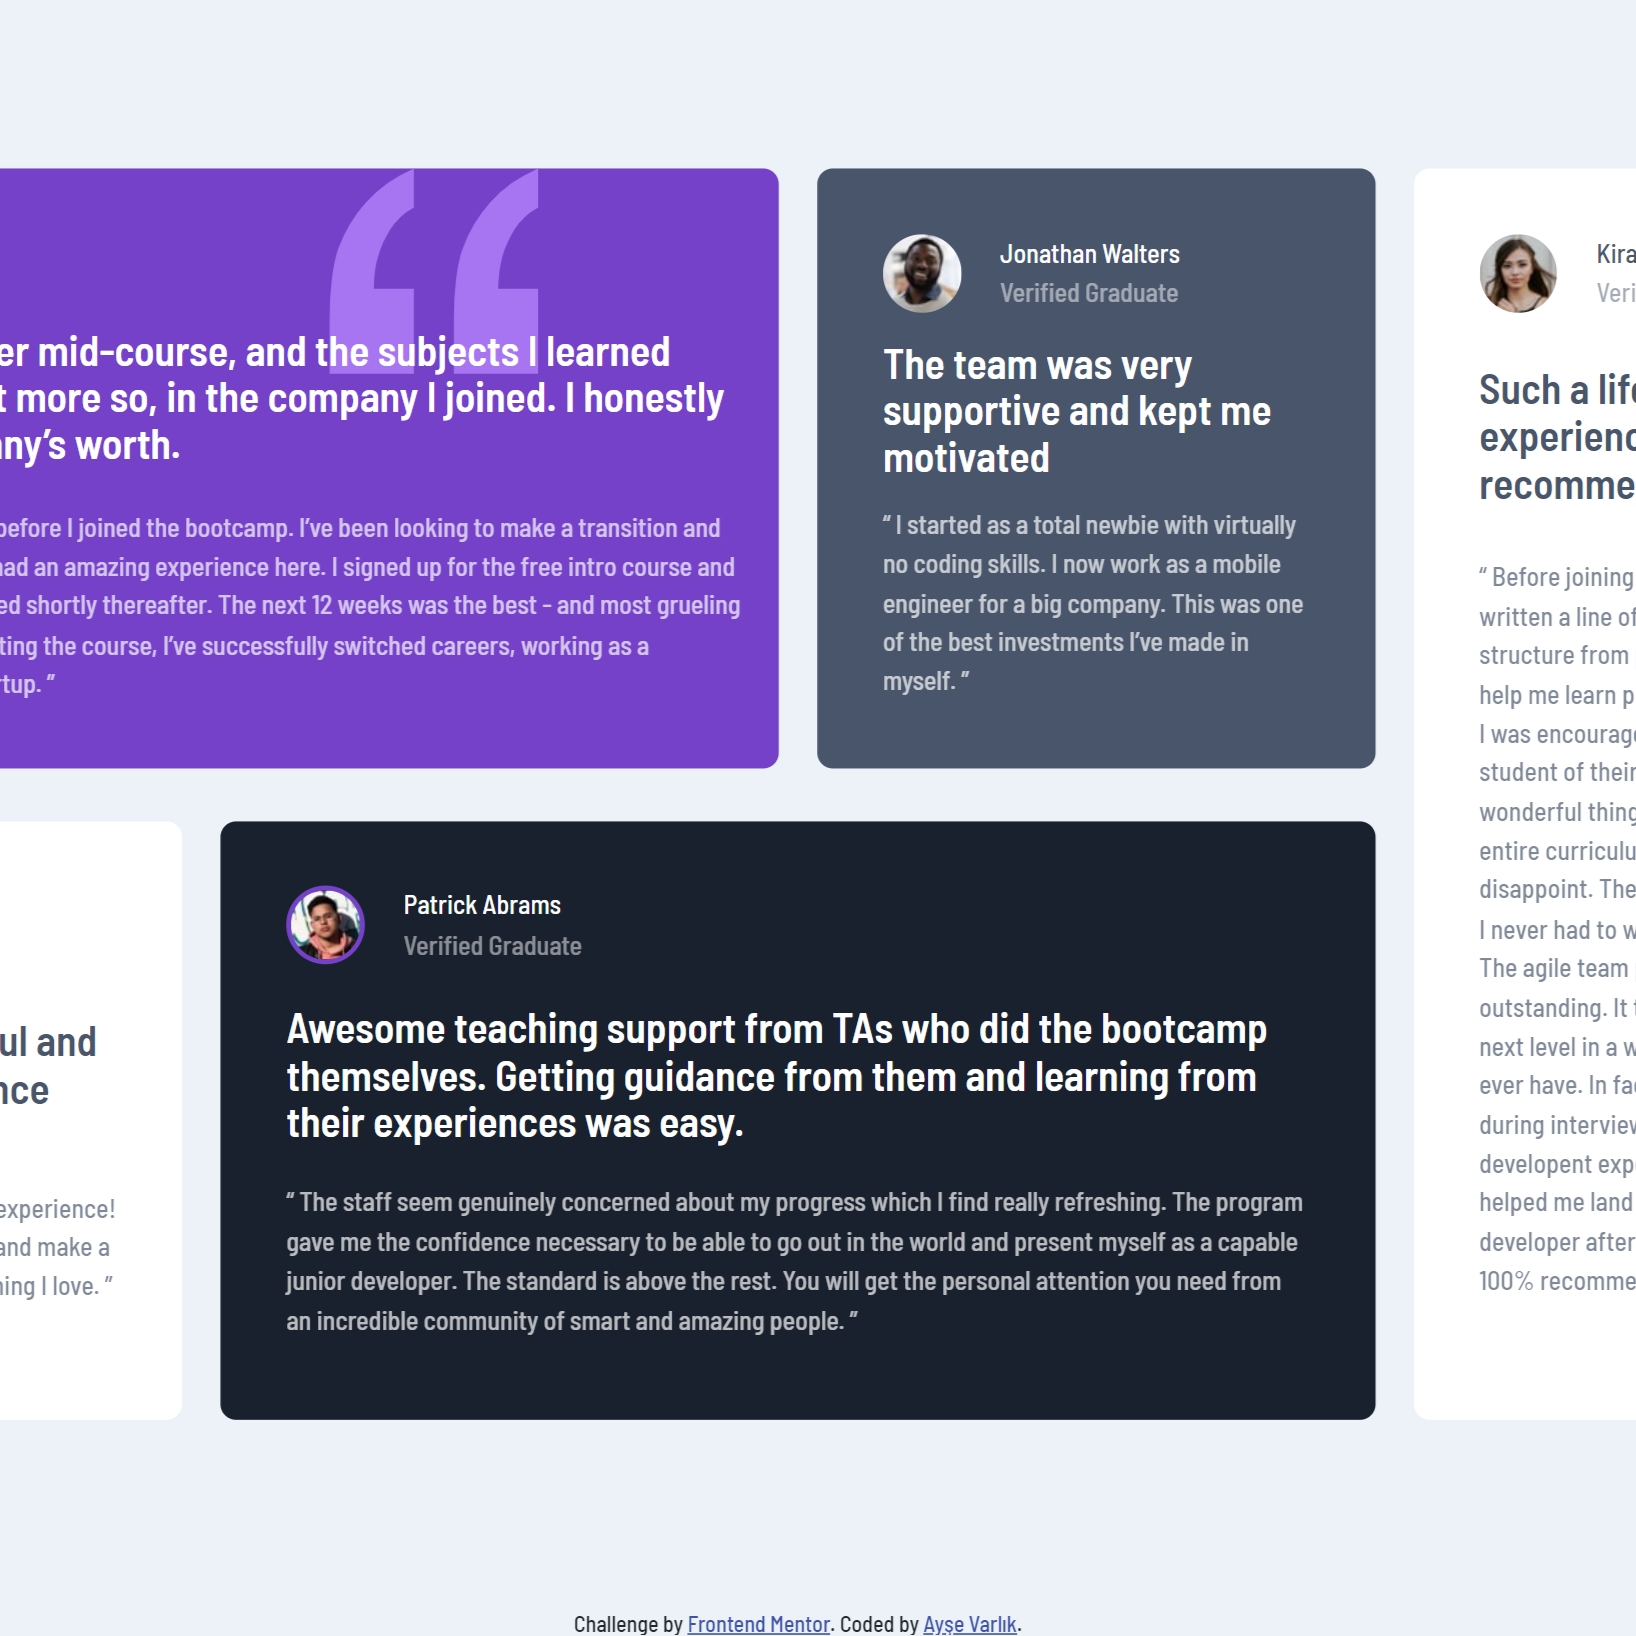 er mid-course, and the subjects I learned
t more so, in the company I joined. I honestly
ny's worth.
before I joined the bootcamp. I've been looking to make a transition and
had an amazing experience here. I signed up for the free intro course and
ed shortly thereafter. The next 12 weeks was the best - and most grueling
ting the course, I've successfully switched careers, working as a
rtup. ”
Jonathan Walters
Verified Graduate
The team was very
supportive and kept me
motivated
“ I started as a total newbie with virtually
no coding skills. I now work as a mobile
engineer for a big company. This was one
of the best investments I've made in
myself. ”
Kira
Veri
Such a life
experienc
recomme
“ Before joining
written a line of
structure from
help me learn p
I was encourage
student of their
wonderful thing
entire curriculu
disappoint. The
I never had to w
The agile team
outstanding. It t
next level in a w
ever have. In fac
during interview
developent expe
helped me land
developer after
100% recomme
ul and
nce
experience!
and make a
ning I love. ”
Patrick Abrams
Verified Graduate
Awesome teaching support from TAs who did the bootcamp
themselves. Getting guidance from them and learning from
their experiences was easy.
“ The staff seem genuinely concerned about my progress which I find really refreshing. The program
gave me the confidence necessary to be able to go out in the world and present myself as a capable
junior developer. The standard is above the rest. You will get the personal attention you need from
an incredible community of smart and amazing people. ”
Challenge by Frontend Mentor. Coded by Ayşe Varlık.